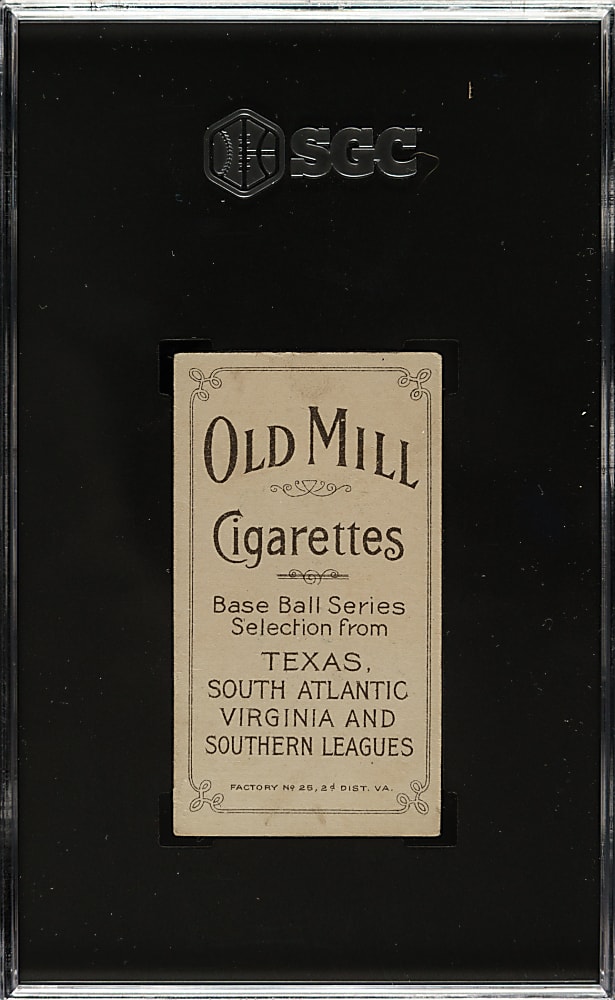 SGC
OLD MILL
Cigarettes
Base Ball Series
Selection from
TEXAS,
SOUTH ATLANTIC
VIRGINIA AND
SOUTHERN LEAGUES
FACTORY Nº 25, 2d DIST. VA.